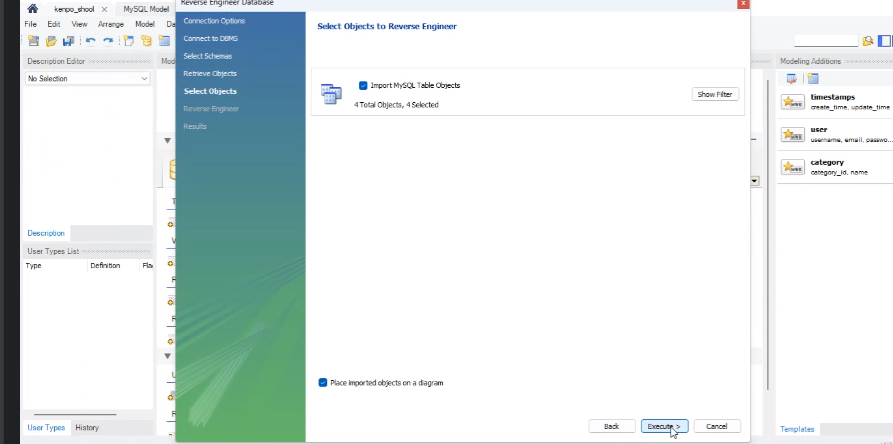 Reverse Engineer Database
kenpo_shool
MySQL Model
File Edit View Arrange Model
Description Editor
No Selection
Description
User Types List
Type Definition Flag
User Types History
Connection Options
Connect to DBMS
Select Schemas
Retrieve Objects
Select Objects
Reverse Engineer
Results
Select Objects to Reverse Engineer
Import MySQL Table Objects
4 Total Objects, 4 Selected
Show Filter
Place imported objects on a diagram
Back Execute > Cancel
Modeling Additions
timestamps
create_time, update_time
user
username, email, passwo...
category
category_id, name
Templates